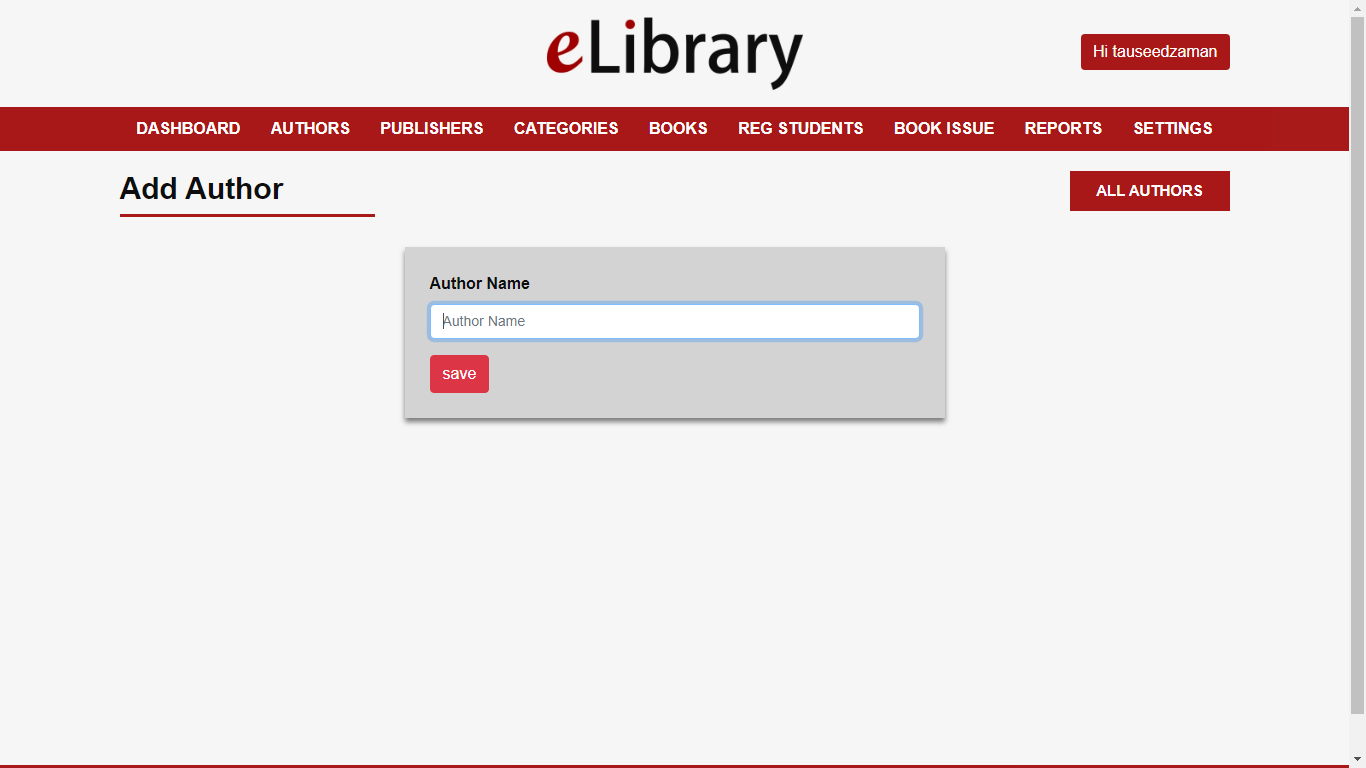 eLibrary
Hi tauseedzaman
DASHBOARD AUTHORS PUBLISHERS CATEGORIES BOOKS REG STUDENTS BOOK ISSUE REPORTS SETTINGS
Add Author
ALL AUTHORS
Author Name
Author Name
save